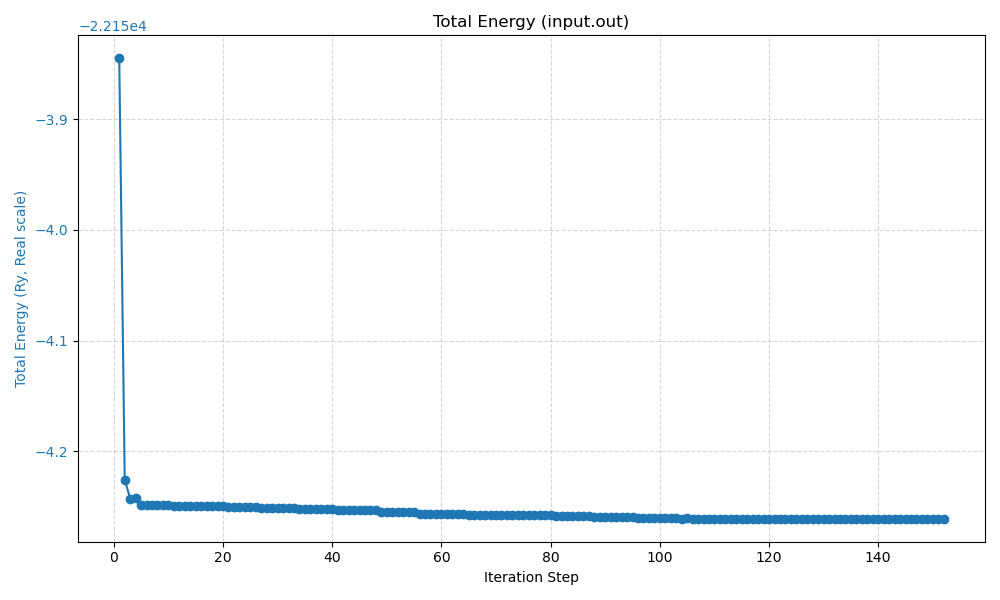 Total Energy (input.out)
−2.215e4
−3.9
−4.0
−4.1
−4.2
Total Energy (Ry, Real scale)
0 20 40 60 80 100 120 140
Iteration Step